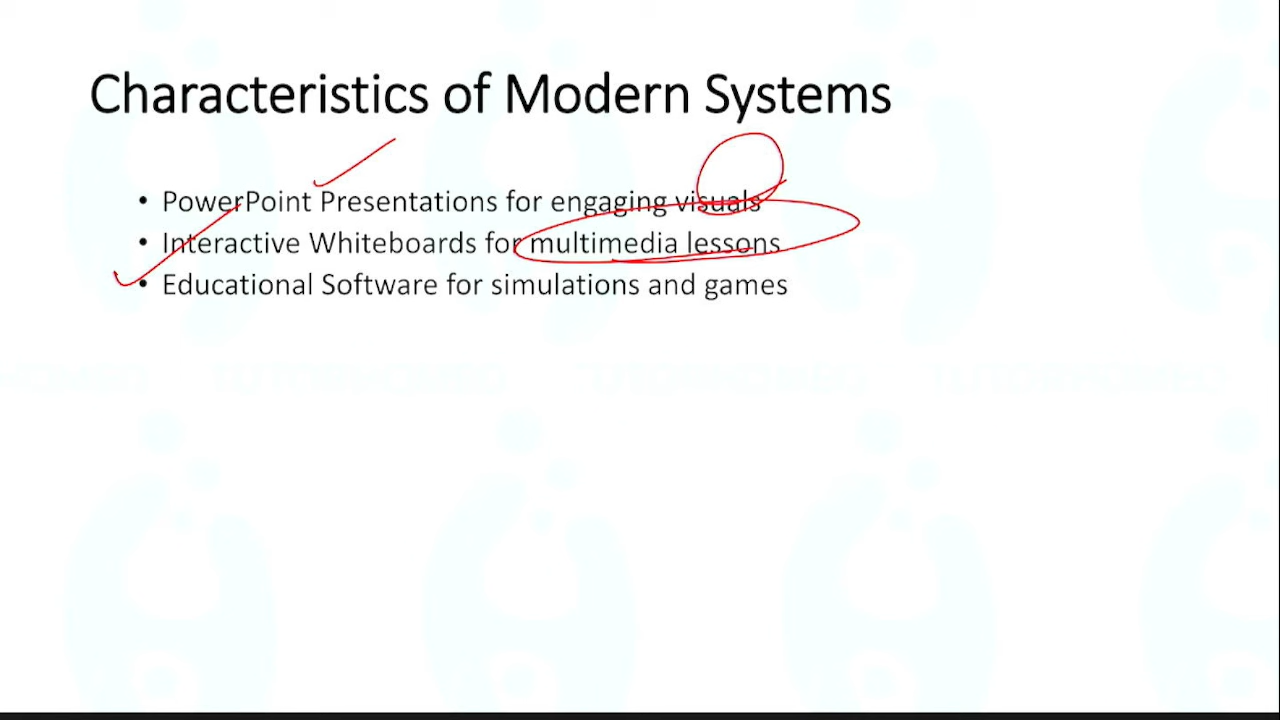 Characteristics of Modern Systems
• PowerPoint Presentations for engaging visuals
• Interactive Whiteboards for multimedia lessons
• Educational Software for simulations and games